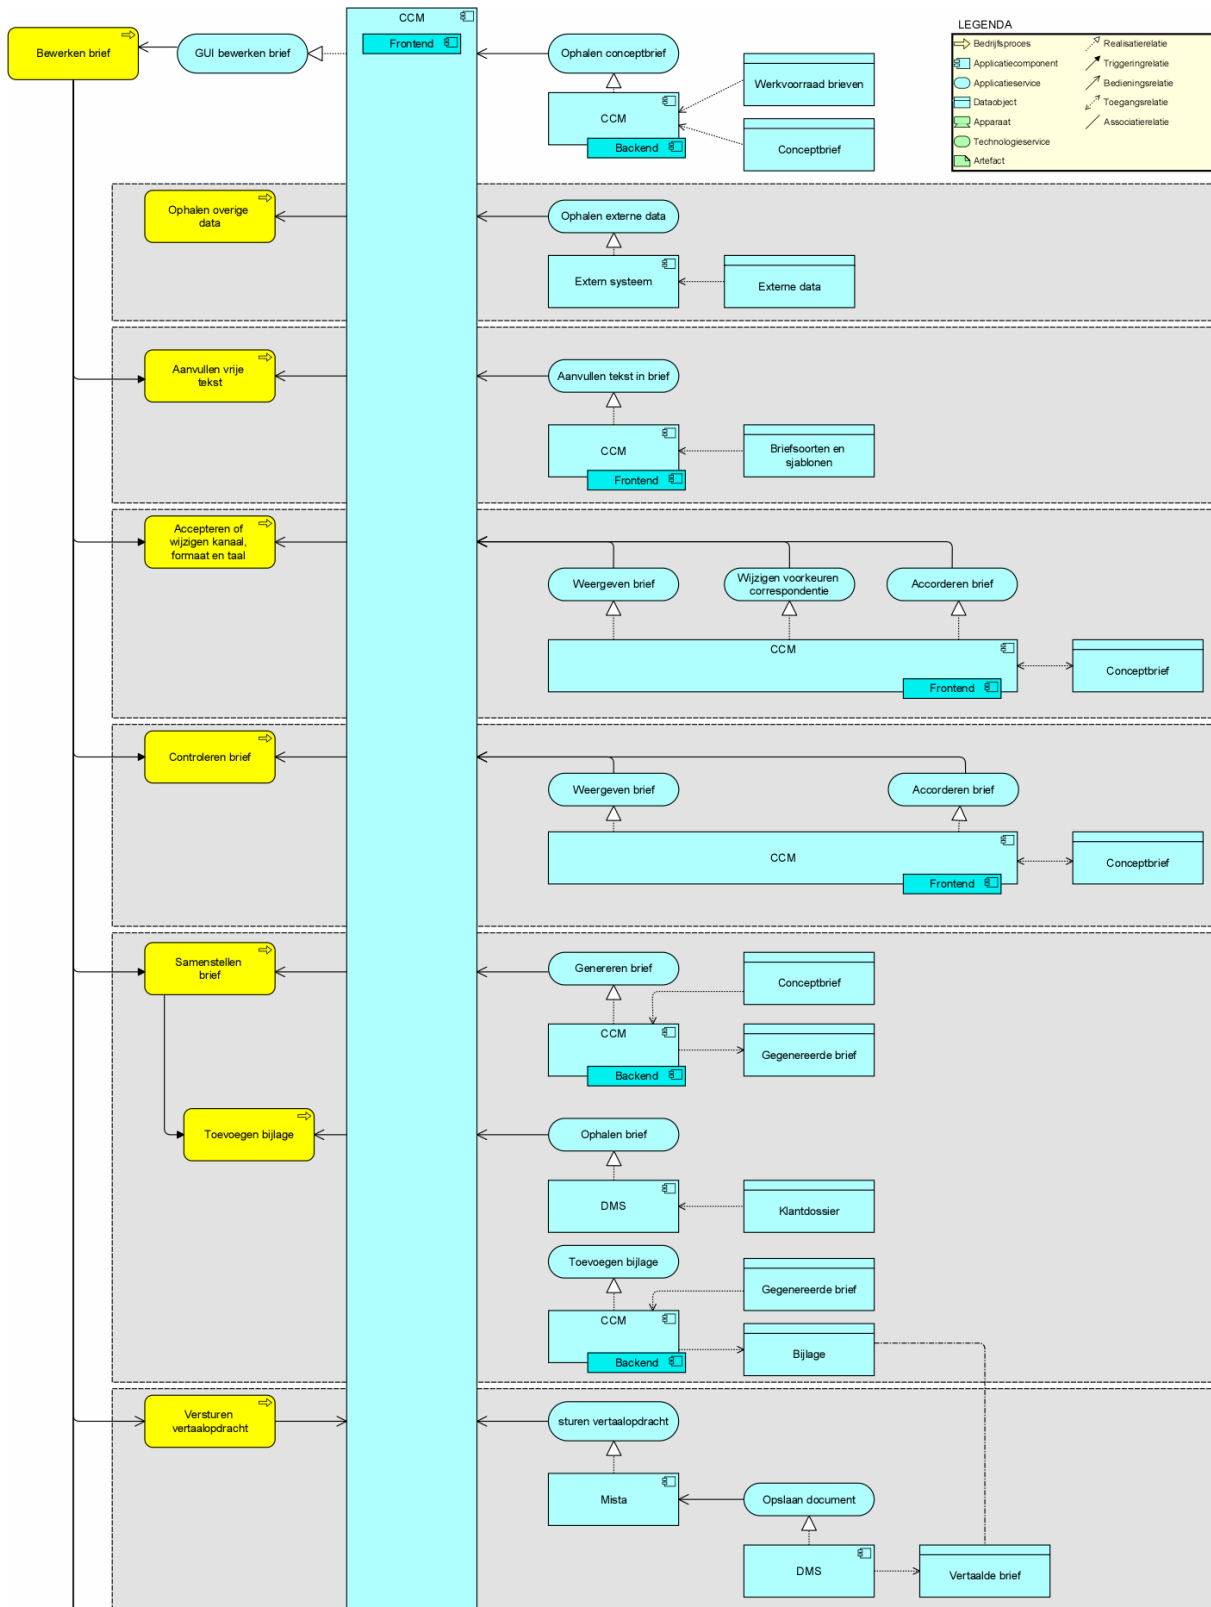 CCM
Frontend
Bewerken brief
GUI bewerken brief
Ophalen conceptbrief
CCM
Backend
Werkvoorraad brieven
Conceptbrief
LEGENDA
Bedrijfsproces
Applicatiecomponent
Applicatieservice
Dataobject
Apparaat
Technologieservice
Artefact
Realisatierelatie
Triggeringrelatie
Bedieningsrelatie
Toegangsrelatie
Associatierelatie
Ophalen overige
data
Ophalen externe data
Extern systeem
Externe data
Aanvullen vrije
tekst
Aanvullen tekst in brief
CCM
Frontend
Briefsoorten en
sjablonen
Accepteren of
wijzigen kanaal,
formaat en taal
Weergeven brief
Wijzigen voorkeuren
correspondentie
Accorderen brief
CCM
Frontend
Conceptbrief
Controleren brief
Weergeven brief
Accorderen brief
CCM
Frontend
Conceptbrief
Samenstellen
brief
Genereren brief
CCM
Backend
Conceptbrief
Gegenereerde brief
Toevoegen bijlage
Ophalen brief
DMS
Klantdossier
Toevoegen bijlage
CCM
Backend
Gegenereerde brief
Bijlage
Versturen
vertaalopdracht
sturen vertaalopdracht
Mista
Opslaan document
DMS
Vertaalde brief